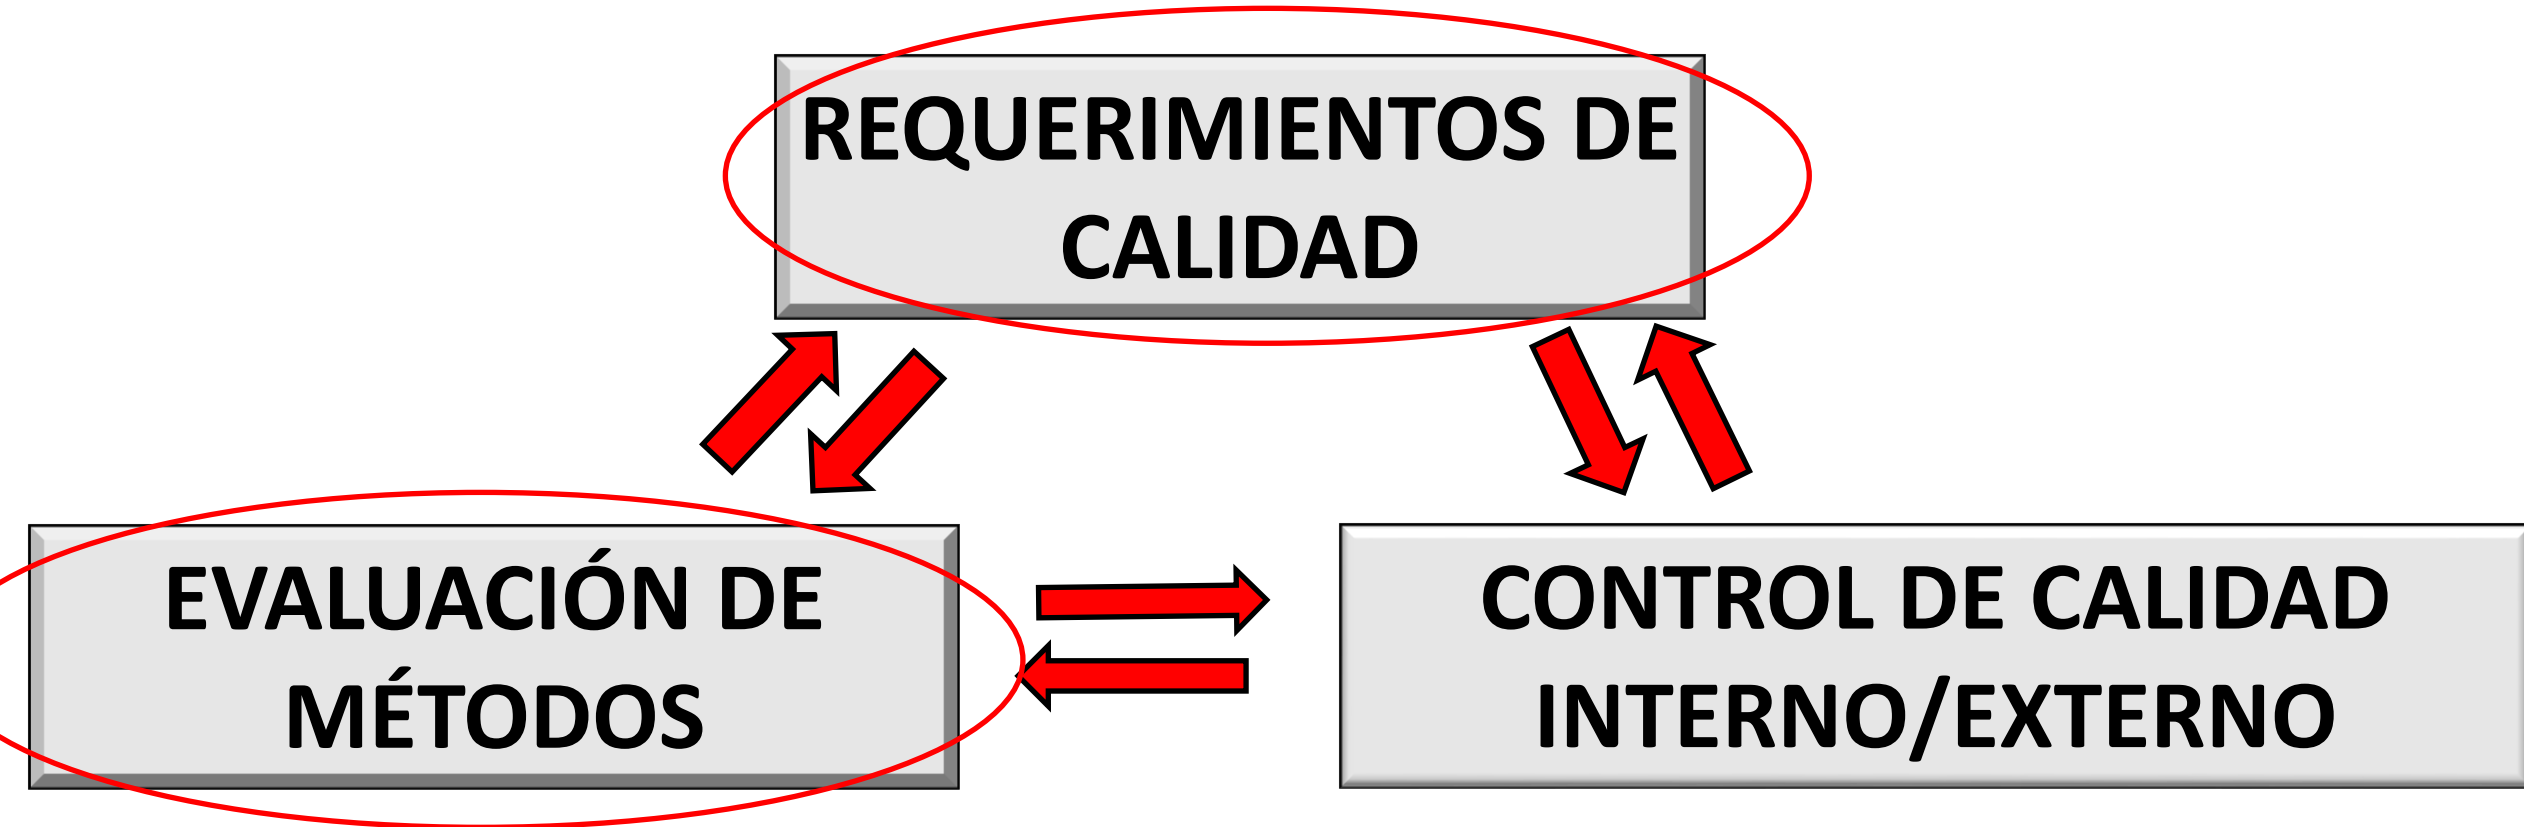 REQUERIMIENTOS DE
CALIDAD
EVALUACIÓN DE
MÉTODOS
CONTROL DE CALIDAD
INTERNO/EXTERNO